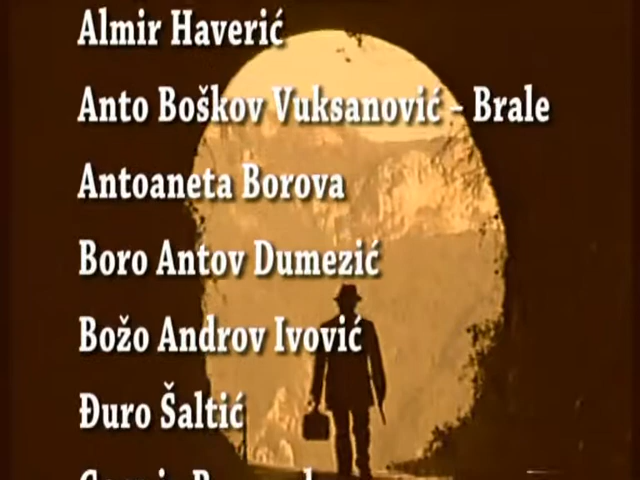 Almir Haverić
Anto Boškov Vuksanović - Brale
Antoaneta Borova
Boro Antov Dumezić
Božo Androv Ivović
Đuro Šaltić